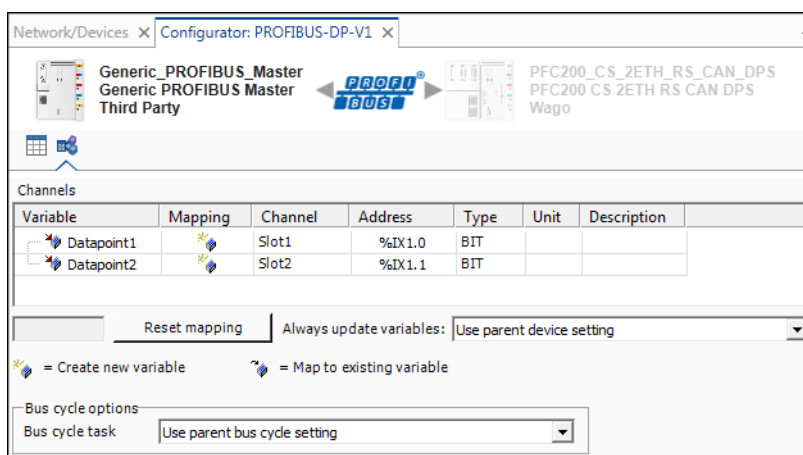 Network/Devices
Configurator: PROFIBUS-DP-V1
Generic_PROFIBUS_Master
Generic PROFIBUS Master
Third Party
PROFI®
BUS
PFC200_CS_2ETH_RS_CAN_DPS
PFC200 CS 2ETH RS CAN DPS
Wago
Channels
Variable Mapping Channel Address Type Unit Description
Datapoint1 Slot1 %IX1.0 BIT
Datapoint2 Slot2 %IX1.1 BIT
Reset mapping Always update variables: Use parent device setting
= Create new variable = Map to existing variable
Bus cycle options
Bus cycle task Use parent bus cycle setting